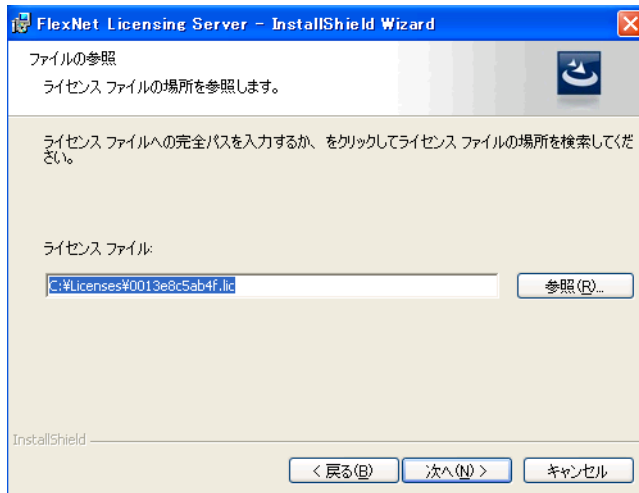 FlexNet Licensing Server - InstallShield Wizard
ファイルの参照
ライセンス ファイルの場所を参照します。
ライセンス ファイルへの完全パスを入力するか、をクリックしてライセンス ファイルの場所を検索してくだ
さい。
ライセンス ファイル:
C:¥Licenses¥0013e8c5ab4f.lic
参照(R)...
InstallShield
< 戻る(B)
次へ(N) >
キャンセル